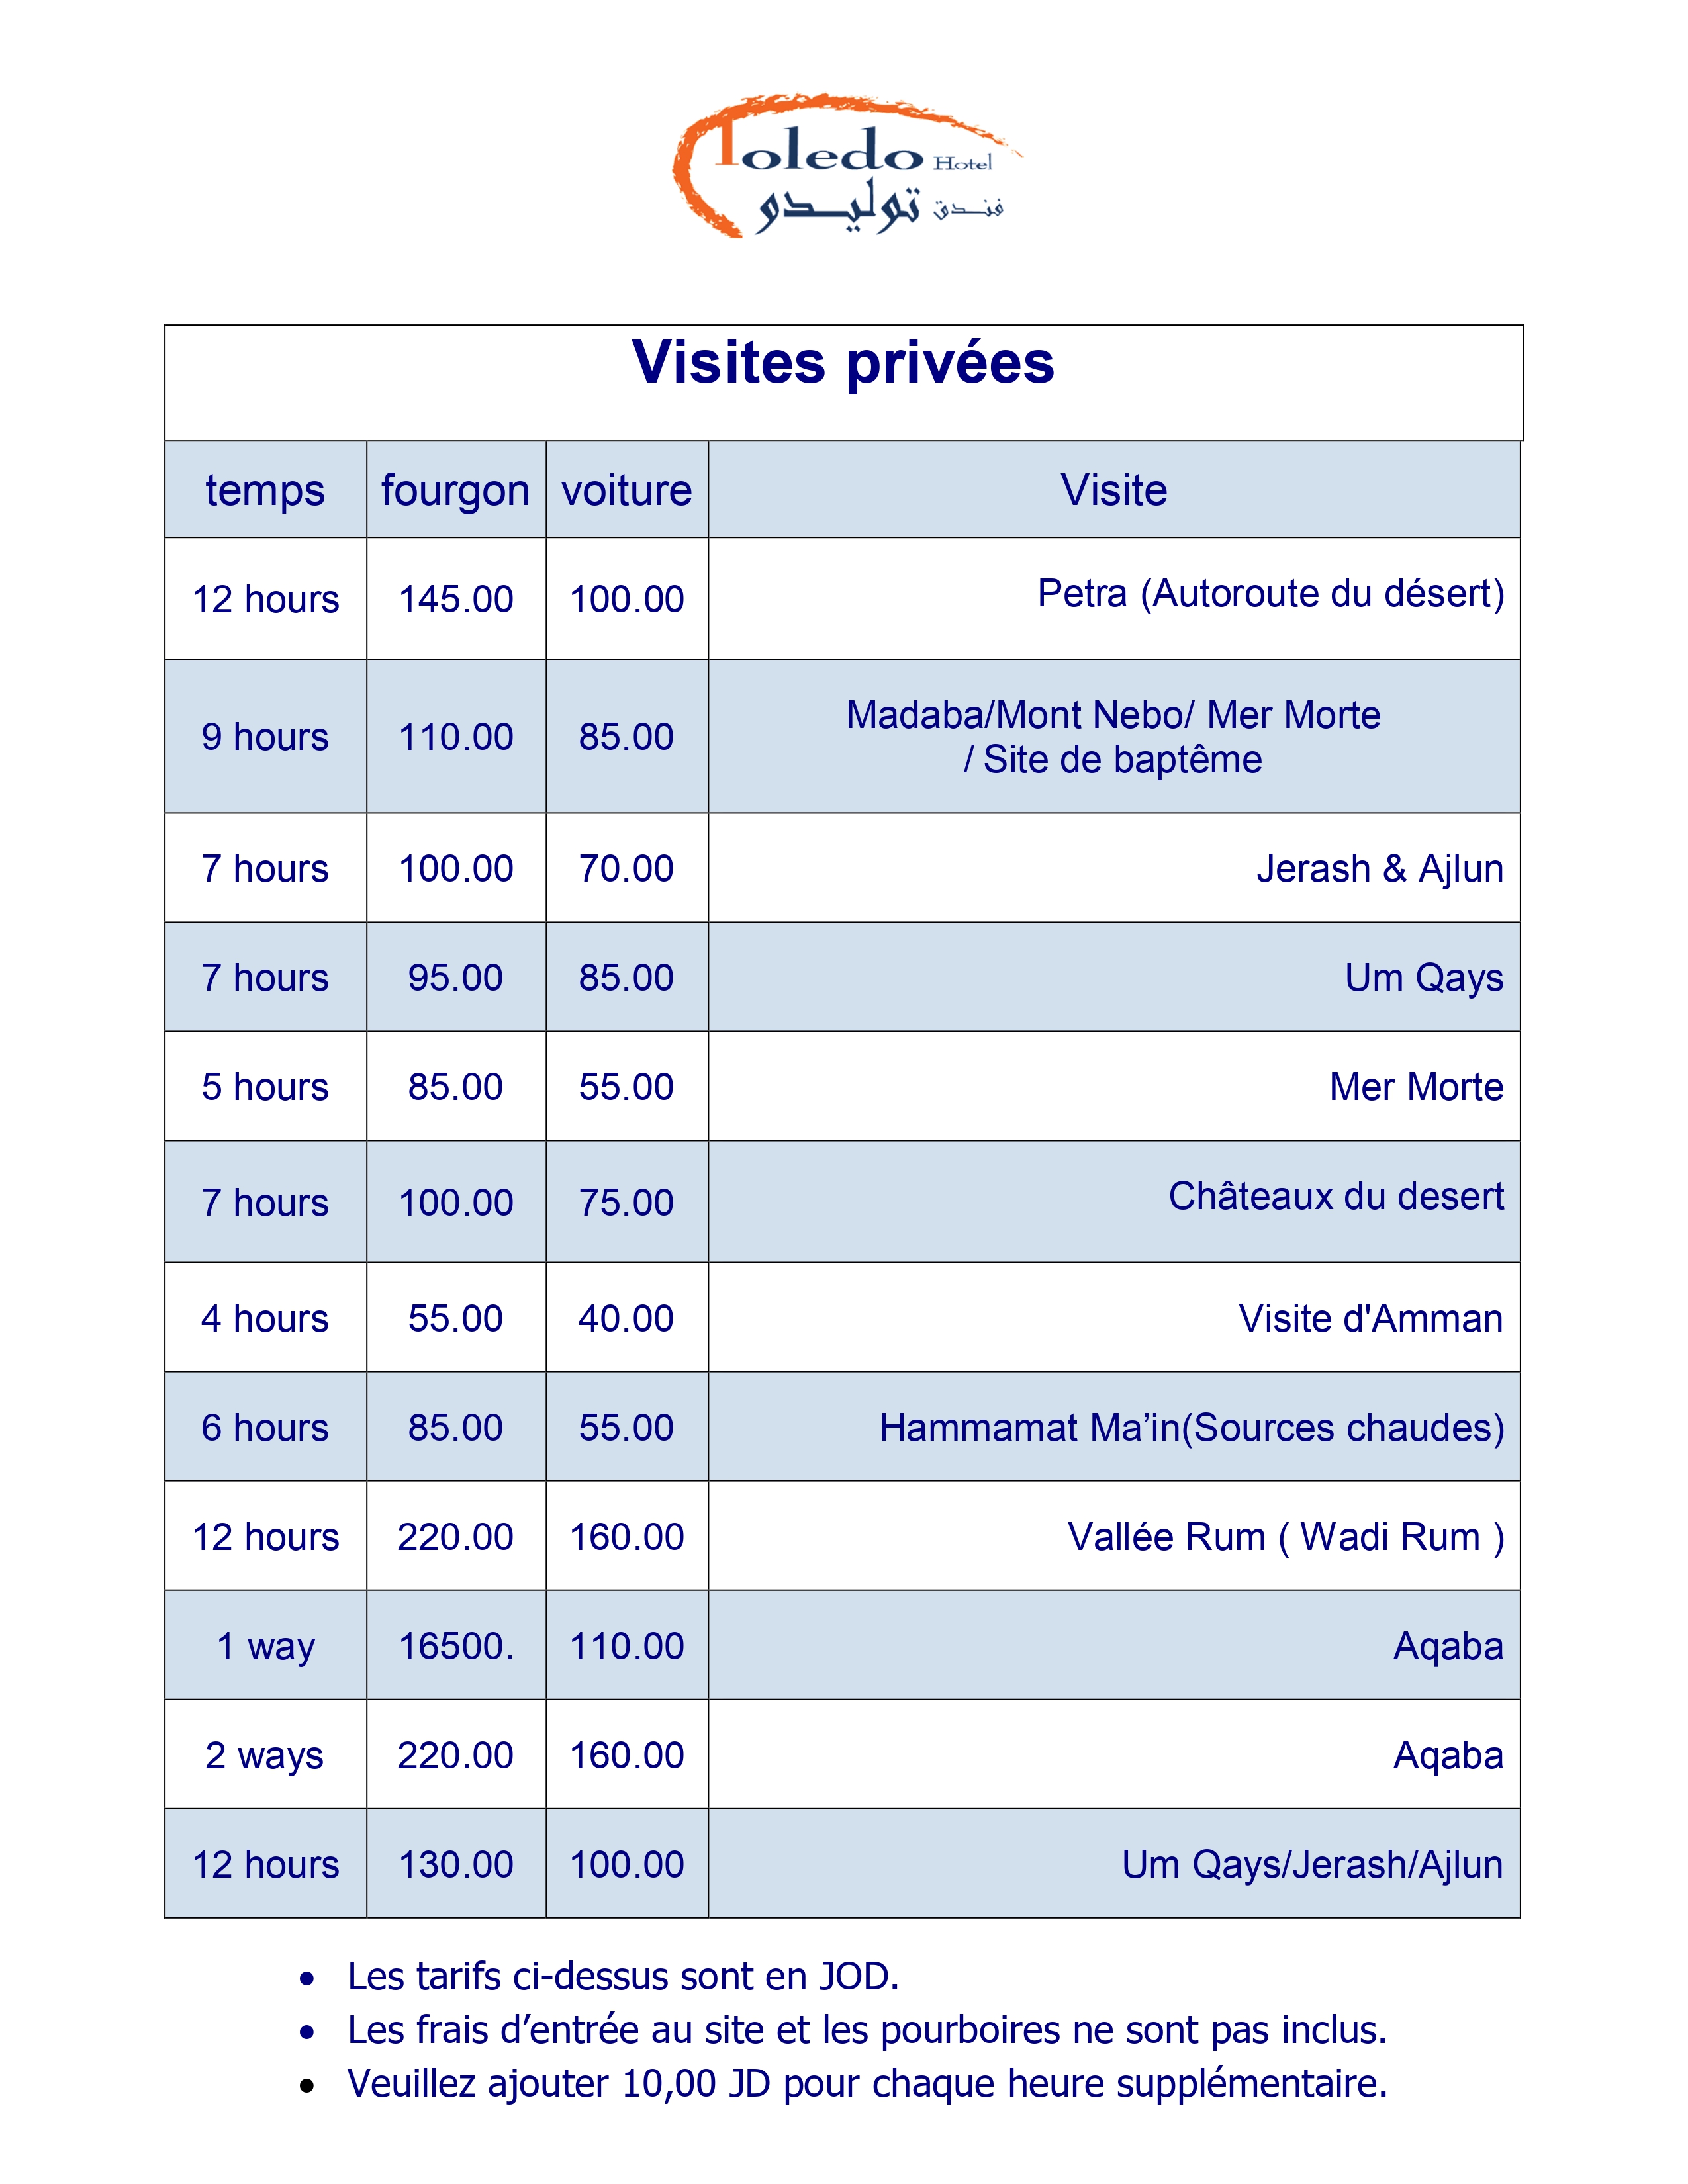 Toledo Hotel
فندق توليدو
Visites privées
temps fourgon voiture Visite
12 hours 145.00 100.00 Petra (Autoroute du désert)
9 hours 110.00 85.00 Madaba/Mont Nebo/ Mer Morte
/ Site de baptême
7 hours 100.00 70.00 Jerash & Ajlun
7 hours 95.00 85.00 Um Qays
5 hours 85.00 55.00 Mer Morte
7 hours 100.00 75.00 Châteaux du desert
4 hours 55.00 40.00 Visite d'Amman
6 hours 85.00 55.00 Hammamat Ma’in(Sources chaudes)
12 hours 220.00 160.00 Vallée Rum ( Wadi Rum )
1 way 16500. 110.00 Aqaba
2 ways 220.00 160.00 Aqaba
12 hours 130.00 100.00 Um Qays/Jerash/Ajlun
• Les tarifs ci-dessus sont en JOD.
• Les frais d’entrée au site et les pourboires ne sont pas inclus.
• Veuillez ajouter 10,00 JD pour chaque heure supplémentaire.